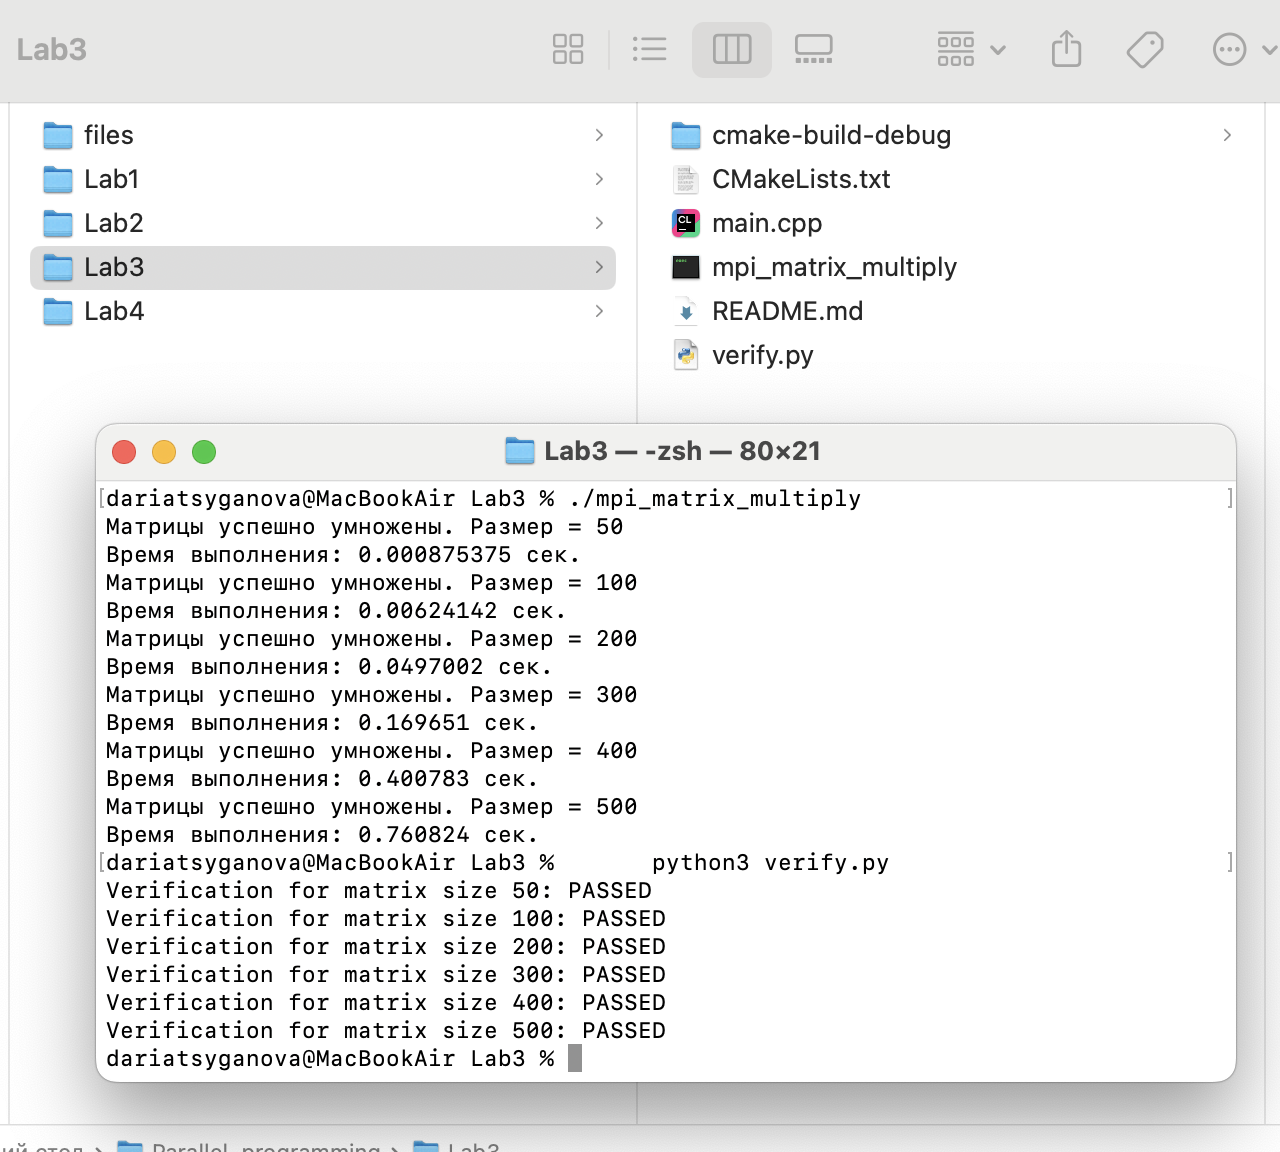 Lab3
files
Lab1
Lab2
Lab3
Lab4
cmake-build-debug
CMakeLists.txt
main.cpp
mpi_matrix_multiply
README.md
verify.py
Lab3 — -zsh — 80×21
[dariatsyganova@MacBookAir Lab3 % ./mpi_matrix_multiply ]
Матрицы успешно умножены. Размер = 50
Время выполнения: 0.000875375 сек.
Матрицы успешно умножены. Размер = 100
Время выполнения: 0.00624142 сек.
Матрицы успешно умножены. Размер = 200
Время выполнения: 0.0497002 сек.
Матрицы успешно умножены. Размер = 300
Время выполнения: 0.169651 сек.
Матрицы успешно умножены. Размер = 400
Время выполнения: 0.400783 сек.
Матрицы успешно умножены. Размер = 500
Время выполнения: 0.760824 сек.
[dariatsyganova@MacBookAir Lab3 %       python3 verify.py ]
Verification for matrix size 50: PASSED
Verification for matrix size 100: PASSED
Verification for matrix size 200: PASSED
Verification for matrix size 300: PASSED
Verification for matrix size 400: PASSED
Verification for matrix size 500: PASSED
dariatsyganova@MacBookAir Lab3 %
ий стол › Parallel_programming › Lab3